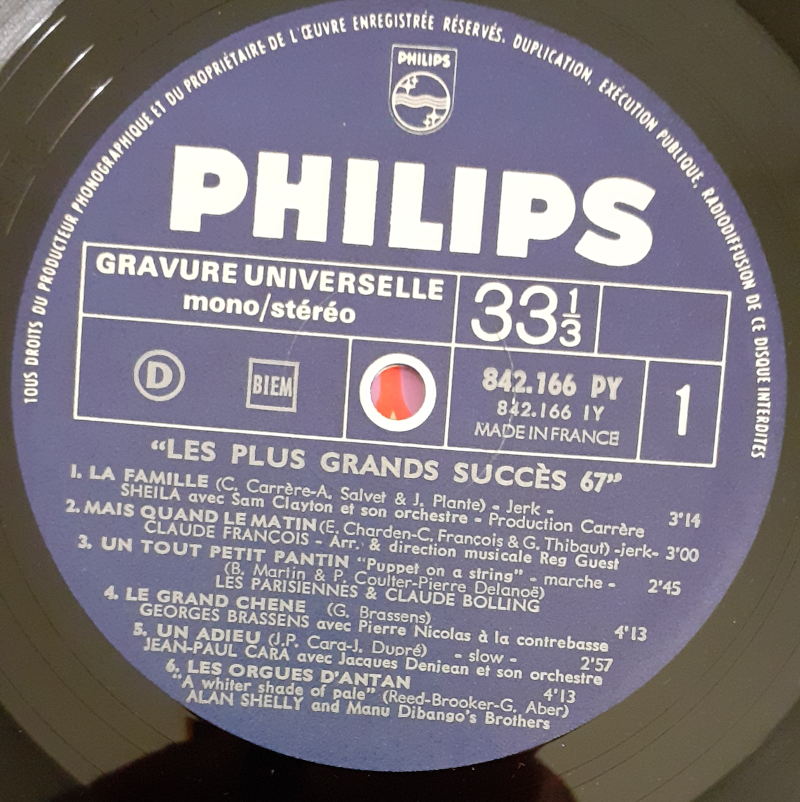 TOUS DROITS DU PRODUCTEUR PHONOGRAPHIQUE ET DU PROPRIÉTAIRE DE L'ŒUVRE ENREGISTRÉE RÉSERVÉS. DUPLICATION, EXÉCUTION PUBLIQUE, RADIODIFFUSION DE CE DISQUE INTERDITES
PHILIPS
PHILIPS
GRAVURE UNIVERSELLE
mono/stéréo
33 1/3
D
BIEM
842.166 PY
842.166 IY
MADE IN FRANCE
1
“LES PLUS GRANDS SUCCÈS 67”
1. LA FAMILLE (C. Carrère-A. Salvet & J. Plante) - Jerk -
SHEILA avec Sam Clayton et son orchestre - Production Carrère 3'14
2. MAIS QUAND LE MATIN (E. Charden-C. Francois & G. Thibaut) -jerk- 3'00
CLAUDE FRANÇOIS - Arr. & direction musicale Reg Guest
3. UN TOUT PETIT PANTIN “Puppet on a string” - marche - 2'45
(B. Martin & P. Coulter-Pierre Delanoë)
LES PARISIENNES & CLAUDE BOLLING
4. LE GRAND CHENE (G. Brassens)
GEORGES BRASSENS avec Pierre Nicolas à la contrebasse 4'13
5. UN ADIEU (J.P. Cara-J. Dupré) - slow - 2'57
JEAN-PAUL CARA avec Jacques Denjean et son orchestre
6. LES ORGUES D'ANTAN 4'13
“A whiter shade of pale” (Reed-Brooker-G. Aber)
ALAN SHELLY and Manu Dibango's Brothers